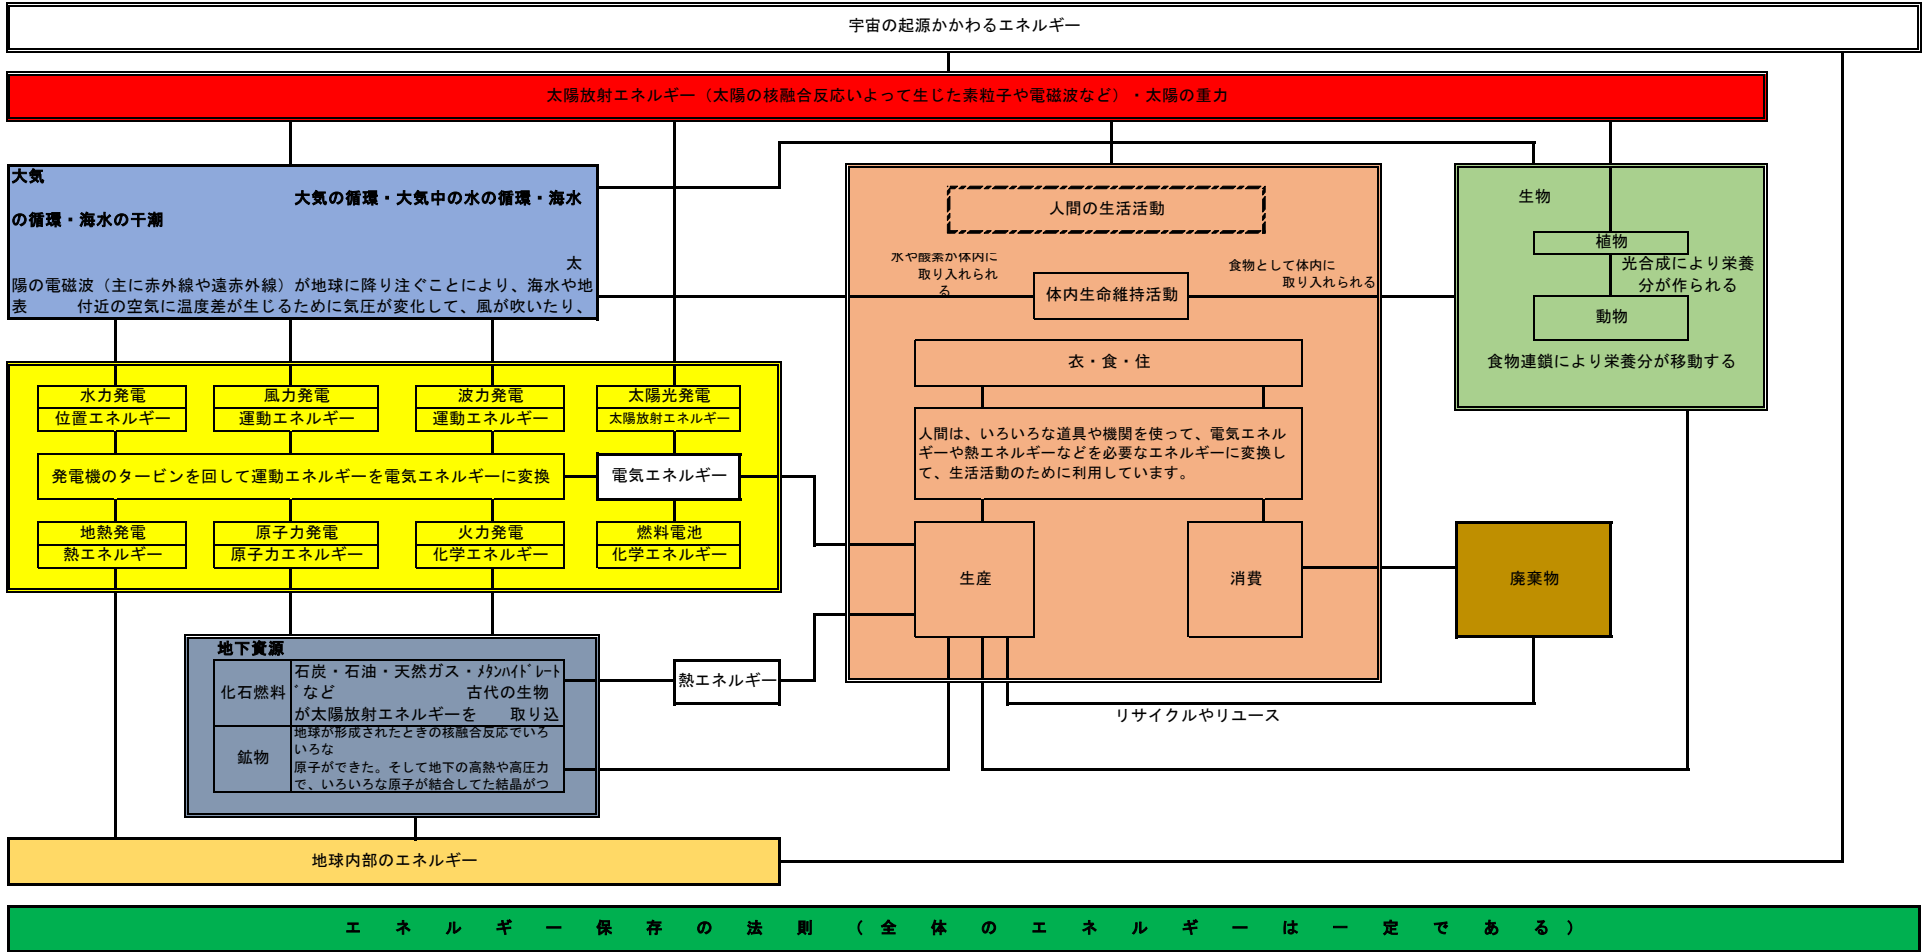 宇宙の起源かかわるエネルギー
太陽放射エネルギー（太陽の核融合反応いよって生じた素粒子や電磁波など）・太陽の重力
大気
大気の循環・大気中の水の循環・海水
の循環・海水の干潮
太
陽の電磁波（主に赤外線や遠赤外線）が地球に降り注ぐことにより、海水や地
表　　　付近の空気に温度差が生じるために気圧が変化して、風が吹いたり、
人間の生活活動
水や酸素が体内に
取り入れられ
る
体内生命維持活動
食物として体内に
取り入れられる
生物
植物
光合成により栄養
分が作られる
動物
食物連鎖により栄養分が移動する
水力発電
位置エネルギー
風力発電
運動エネルギー
波力発電
運動エネルギー
太陽光発電
太陽放射エネルギー
発電機のタービンを回して運動エネルギーを電気エネルギーに変換
電気エネルギー
地熱発電
熱エネルギー
原子力発電
原子力エネルギー
火力発電
化学エネルギー
燃料電池
化学エネルギー
衣・食・住
人間は、いろいろな道具や機関を使って、電気エネル
ギーや熱エネルギーなどを必要なエネルギーに変換し
て、生活活動のために利用しています。
生産
消費
廃棄物
地下資源
化石燃料
石炭・石油・天然ガス・ﾒﾀﾝﾊｲﾄﾞﾚｰﾄ
ﾞなど　　　　　　　　古代の生物
が太陽放射エネルギーを　　取り込
鉱物
地球が形成されたときの核融合反応でいろ
いろな
原子ができた。そして地下の高熱や高圧力
で、いろいろな原子が結合してた結晶がつ
熱エネルギー
リサイクルやリユース
地球内部のエネルギー
エネルギー保存の法則（全体のエネルギーは一定である）